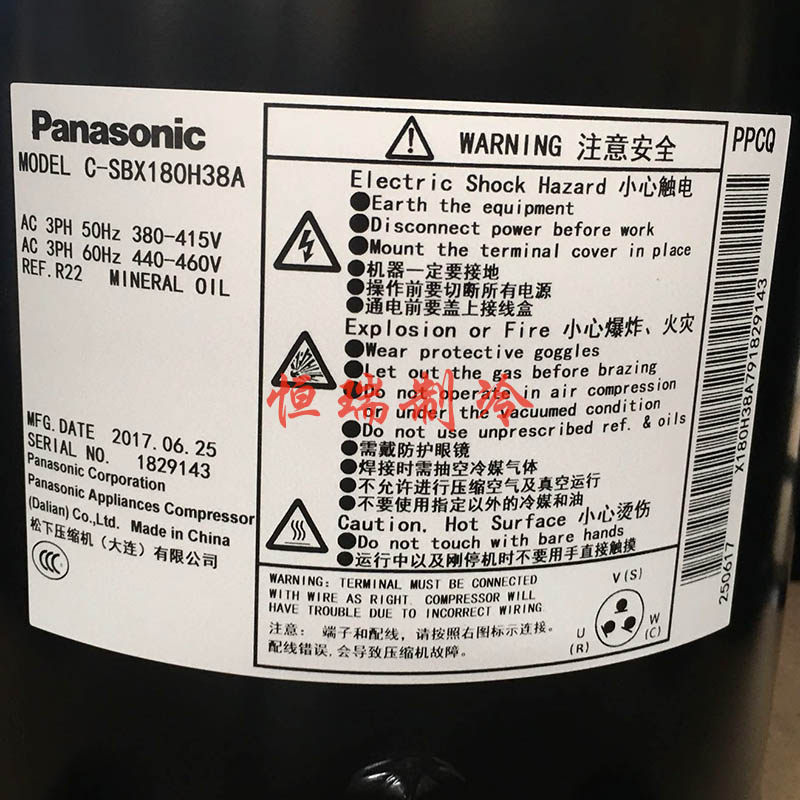 Panasonic
MODEL C-SBX180H38A
AC 3PH 50Hz 380-415V
AC 3PH 60Hz 440-460V
REF. R22 MINERAL OIL
MFG. DATE 2017.06.25
SERIAL NO. 1829143
Panasonic Corporation
Panasonic Appliances Compressor
(Dalian) Co.,Ltd. Made in China
松下压缩机（大连）有限公司
CCC
WARNING 注意安全
Electric Shock Hazard 小心触电
●Earth the equipment
●Disconnect power before work
●Mount the terminal cover in place
●机器一定要接地
●操作前要切断所有电源
●通电前要盖上接线盒
Explosion or Fire 小心爆炸、火灾
●Wear protective goggles
●Let out the gas before brazing
●Do not operate in air compression
or under the vacuumed condition
●Do not use unprescribed ref. & oils
●需戴防护眼镜
●焊接时需抽空冷媒气体
●不允许进行压缩空气及真空运行
●不要使用指定以外的冷媒和油
Caution, Hot Surface 小心烫伤
●Do not touch with bare hands
●运行中以及刚停机时不要用手直接触摸
WARNING: TERMINAL MUST BE CONNECTED
WITH WIRE AS RIGHT. COMPRESSOR WILL
HAVE TROUBLE DUE TO INCORRECT WIRING.
注意： 端子和配线，请按照右图标示连接。
配线错误,会导致压缩机故障。
V (S)
U
(R)
W
(C)
PPCQ
X180H38A791829143
250617
恒瑞制冷